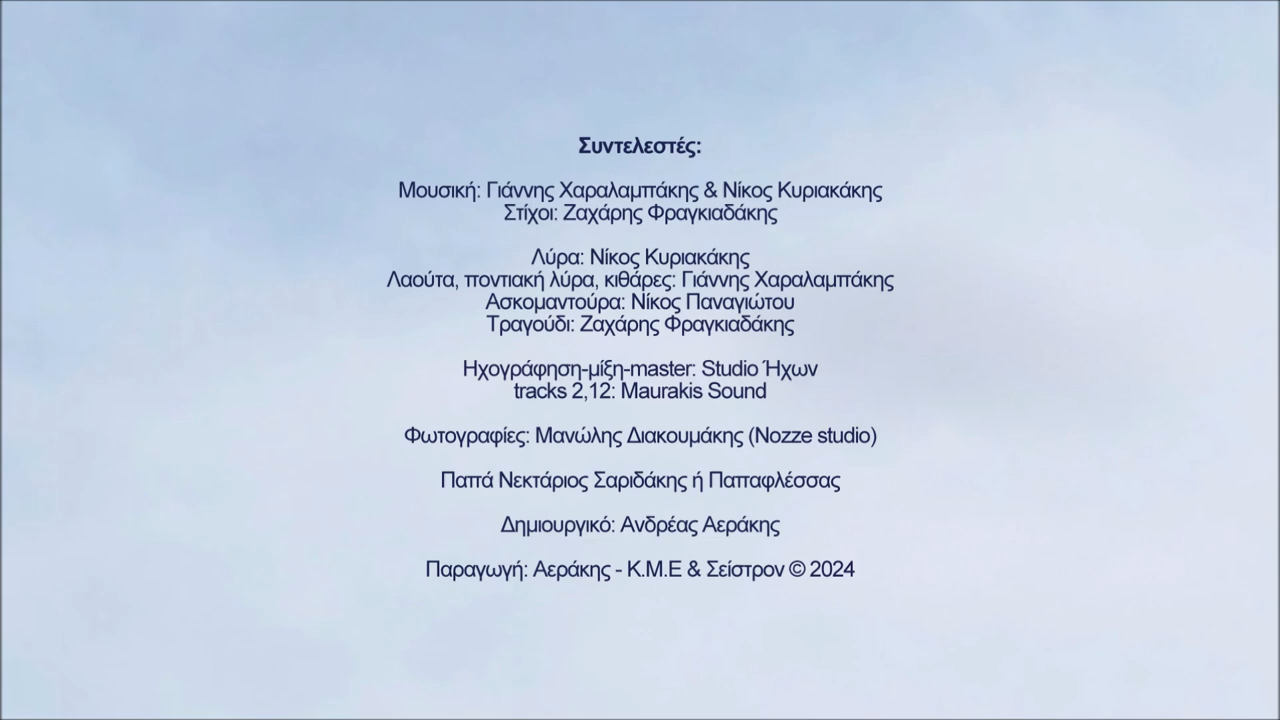 Συντελεστές:
Μουσική: Γιάννης Χαραλαμπάκης & Νίκος Κυριακάκης
Στίχοι: Ζαχάρης Φραγκιαδάκης
Λύρα: Νίκος Κυριακάκης
Λαούτα, ποντιακή λύρα, κιθάρες: Γιάννης Χαραλαμπάκης
Ασκομαντούρα: Νίκος Παναγιώτου
Τραγούδι: Ζαχάρης Φραγκιαδάκης
Ηχογράφηση-μίξη-master: Studio Ήχων
tracks 2,12: Maurakis Sound
Φωτογραφίες: Μανώλης Διακουμάκης (Nozze studio)
Παπά Νεκτάριος Σαριδάκης ή Παπαφλέσσας
Δημιουργικό: Ανδρέας Αεράκης
Παραγωγή: Αεράκης - Κ.Μ.Ε & Σείστρον © 2024